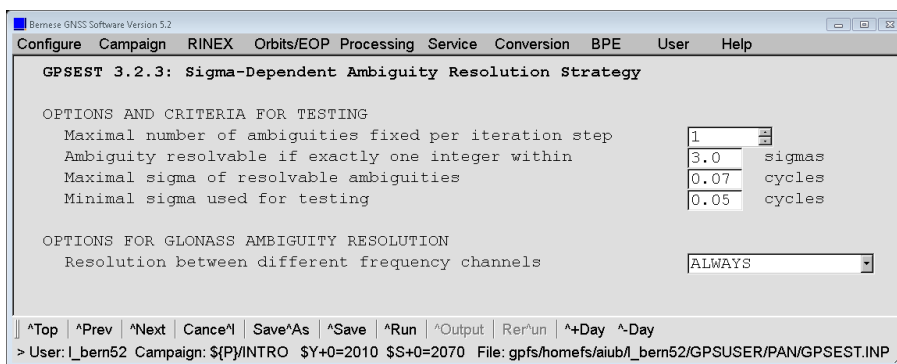 Bernese GNSS Software Version 5.2
Configure Campaign RINEX Orbits/EOP Processing Service Conversion BPE User Help
GPSEST 3.2.3: Sigma-Dependent Ambiguity Resolution Strategy
OPTIONS AND CRITERIA FOR TESTING
Maximal number of ambiguities fixed per iteration step 1
Ambiguity resolvable if exactly one integer within 3.0 sigmas
Maximal sigma of resolvable ambiguities 0.07 cycles
Minimal sigma used for testing 0.05 cycles
OPTIONS FOR GLONASS AMBIGUITY RESOLUTION
Resolution between different frequency channels ALWAYS
^Top | ^Prev | ^Next | Cance^l | Save^As | ^Save | ^Run | ^Output | Rer^un | ^+Day ^-Day
> User: l_bern52 Campaign: ${P}/INTRO $Y+0=2010 $S+0=2070 File: gpfs/homefs/aiub/l_bern52/GPSUSER/PAN/GPSEST.INP